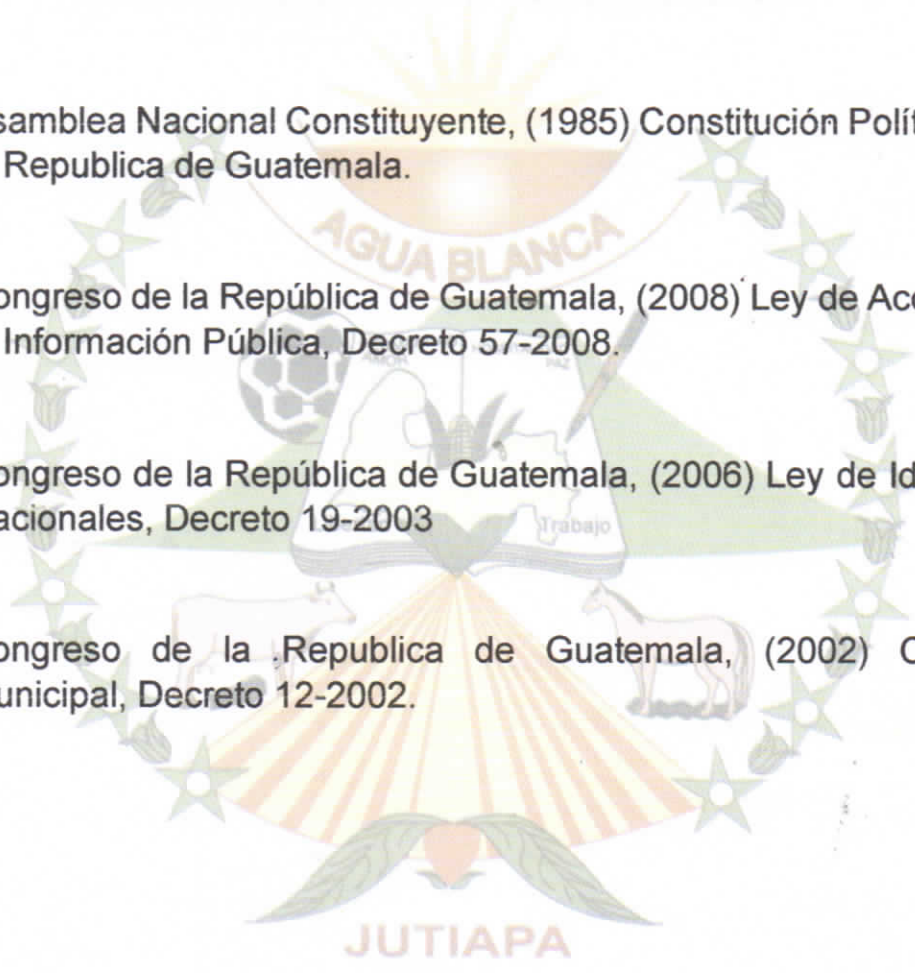 samblea Nacional Constituyente, (1985) Constitución Polít
Republica de Guatemala.
AGUA BLANCA
ongreso de la República de Guatemala, (2008) Ley de Acc
Información Pública, Decreto 57-2008.
PAZ
ongreso de la República de Guatemala, (2006) Ley de Id
acionales, Decreto 19-2003
Trabajo
ongreso de la Republica de Guatemala, (2002) C
unicipal, Decreto 12-2002.
JUTIAPA